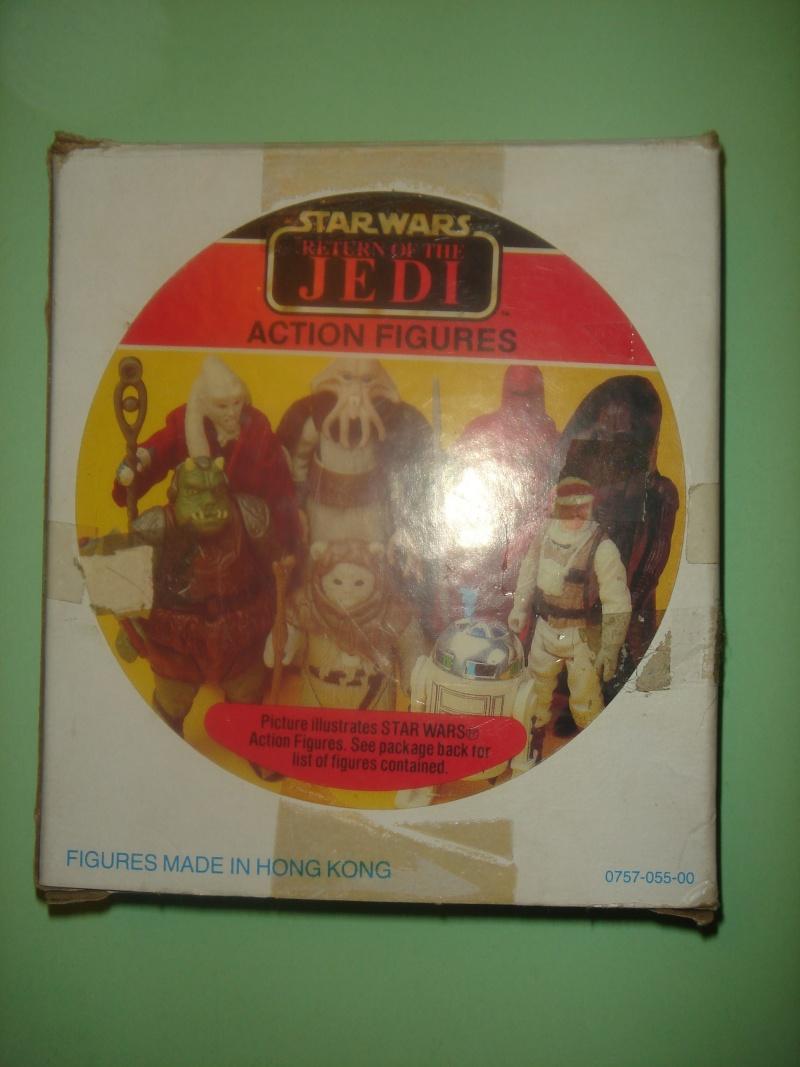 STAR WARS
RETURN OF THE
JEDI
™
ACTION FIGURES
Picture illustrates STAR WARS®
Action Figures. See package back for
list of figures contained.
FIGURES MADE IN HONG KONG
0757-055-00